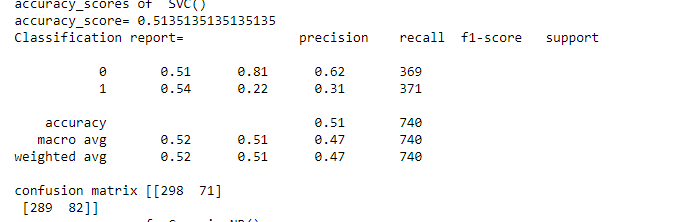 accuracy_scores of  SVC()
accuracy_score= 0.5135135135135135
Classification report=               precision    recall  f1-score   support

           0       0.51      0.81      0.62       369
           1       0.54      0.22      0.31       371

    accuracy                           0.51       740
   macro avg       0.52      0.51      0.47       740
weighted avg       0.52      0.51      0.47       740

confusion matrix [[298  71]
 [289  82]]